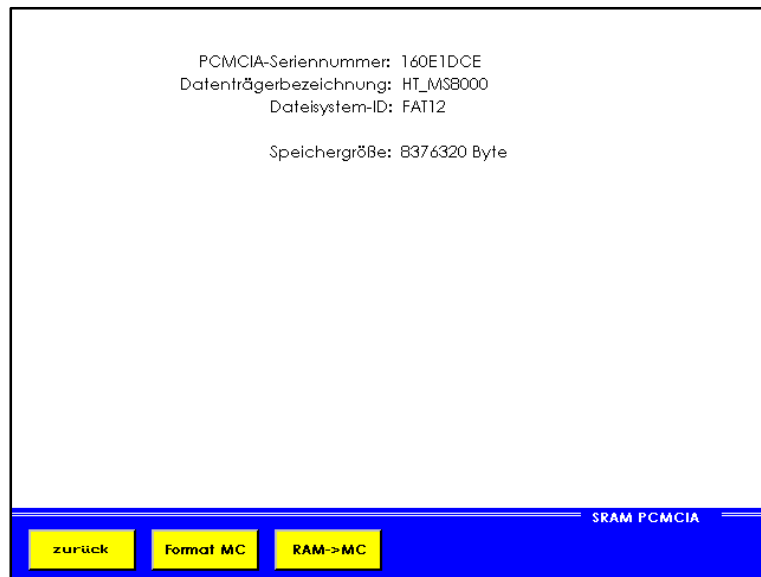 PCMCIA-Seriennummer: 160E1DCE
Datenträgerbezeichnung: HT_MS8000
Dateisystem-ID: FAT12
Speichergröße: 8376320 Byte
SRAM PCMCIA
zurück Format MC RAM->MC